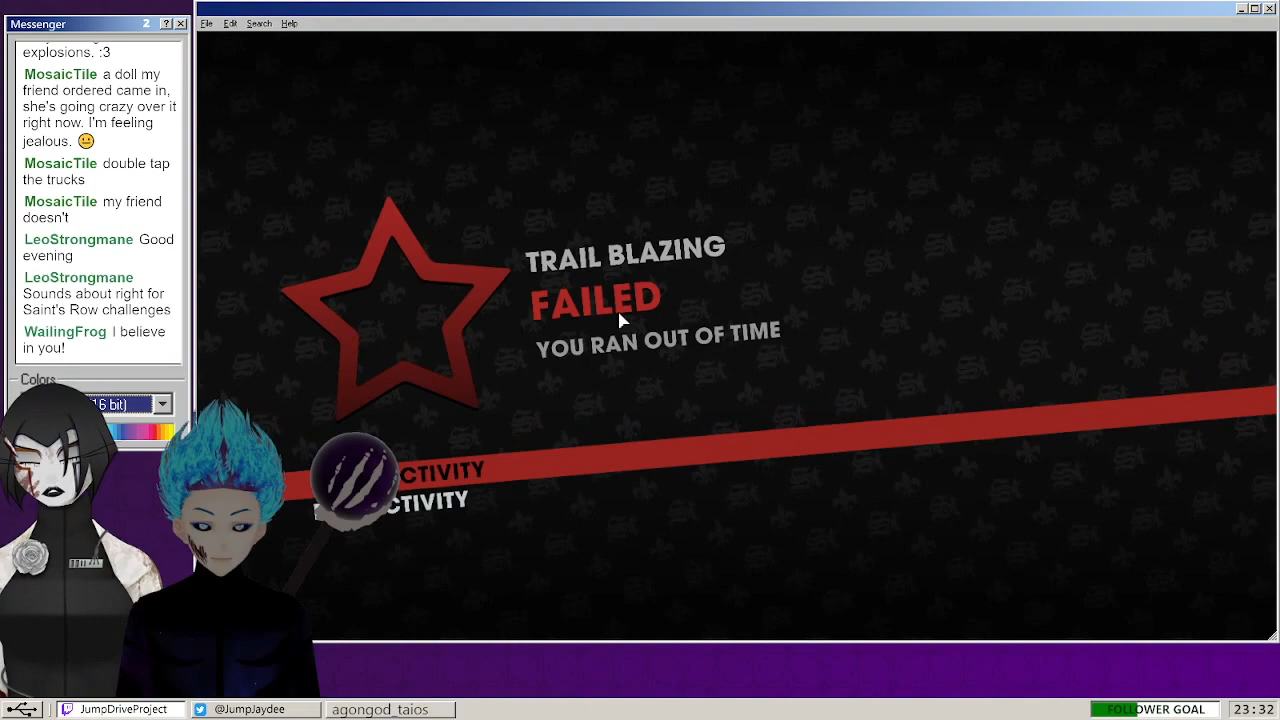 Messenger 2
File Edit Search Help
explosions. :3
MosaicTile a doll my
friend ordered came in,
she's going crazy over it
right now. I'm feeling
jealous.
MosaicTile double tap
the trucks
MosaicTile my friend
doesn't
LeoStrongmane Good
evening
LeoStrongmane
Sounds about right for
Saint's Row challenges
WailingFrog I believe
in you!
Colors
16 bit)
TRAIL BLAZING
FAILED
YOU RAN OUT OF TIME
CTIVITY
CTIVITY
JumpDriveProject
@JumpJaydee
agongod_taios
FOLLOWER GOAL
23:32